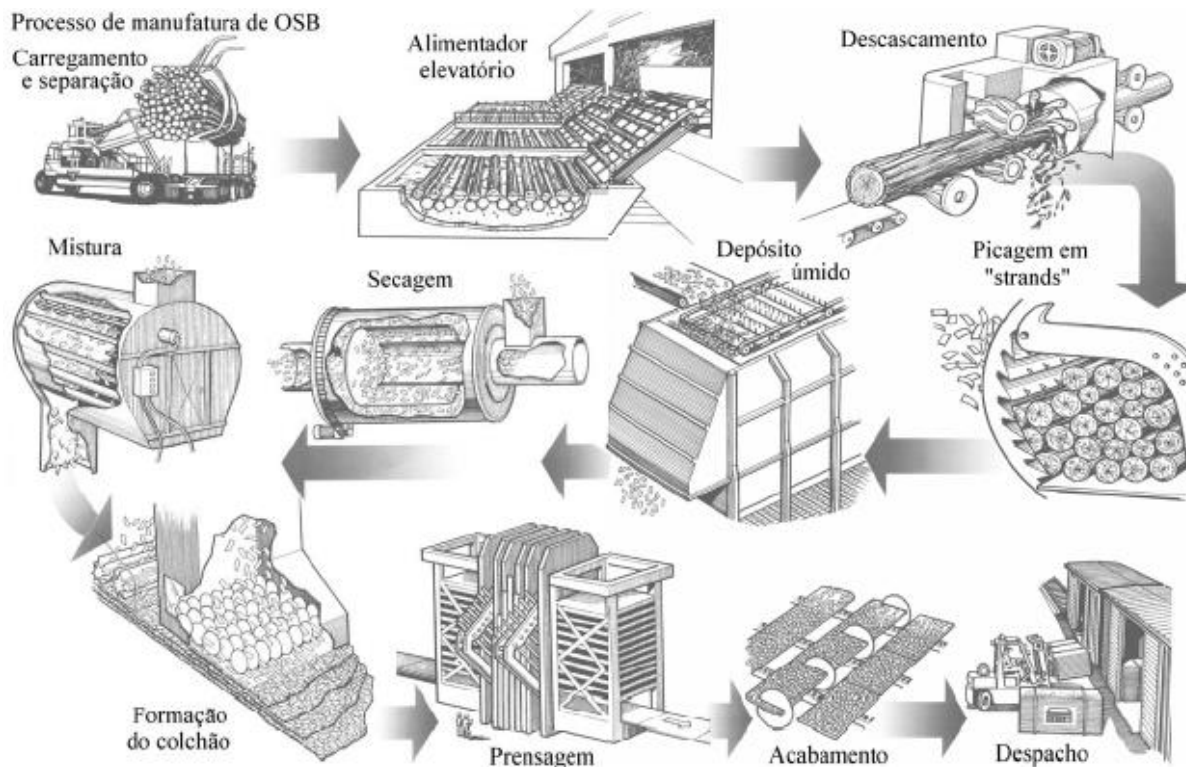 Processo de manufatura de OSB
Carregamento
e separação
Alimentador
elevatório
Descascamento
Picagem em
"strands"
Depósito
úmido
Secagem
Mistura
Formação
do colchão
Prensagem
Acabamento
Despacho